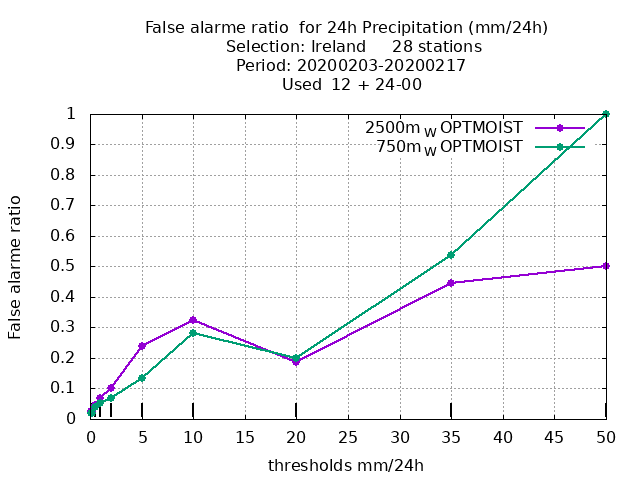 False alarme ratio  for 24h Precipitation (mm/24h)
Selection: Ireland     28 stations
Period: 20200203-20200217
Used  12 + 24-00
2500m W OPTMOIST
750m W OPTMOIST
1
0.9
0.8
0.7
0.6
0.5
0.4
0.3
0.2
0.1
0
False alarme ratio
0 5 10 15 20 25 30 35 40 45 50
thresholds mm/24h